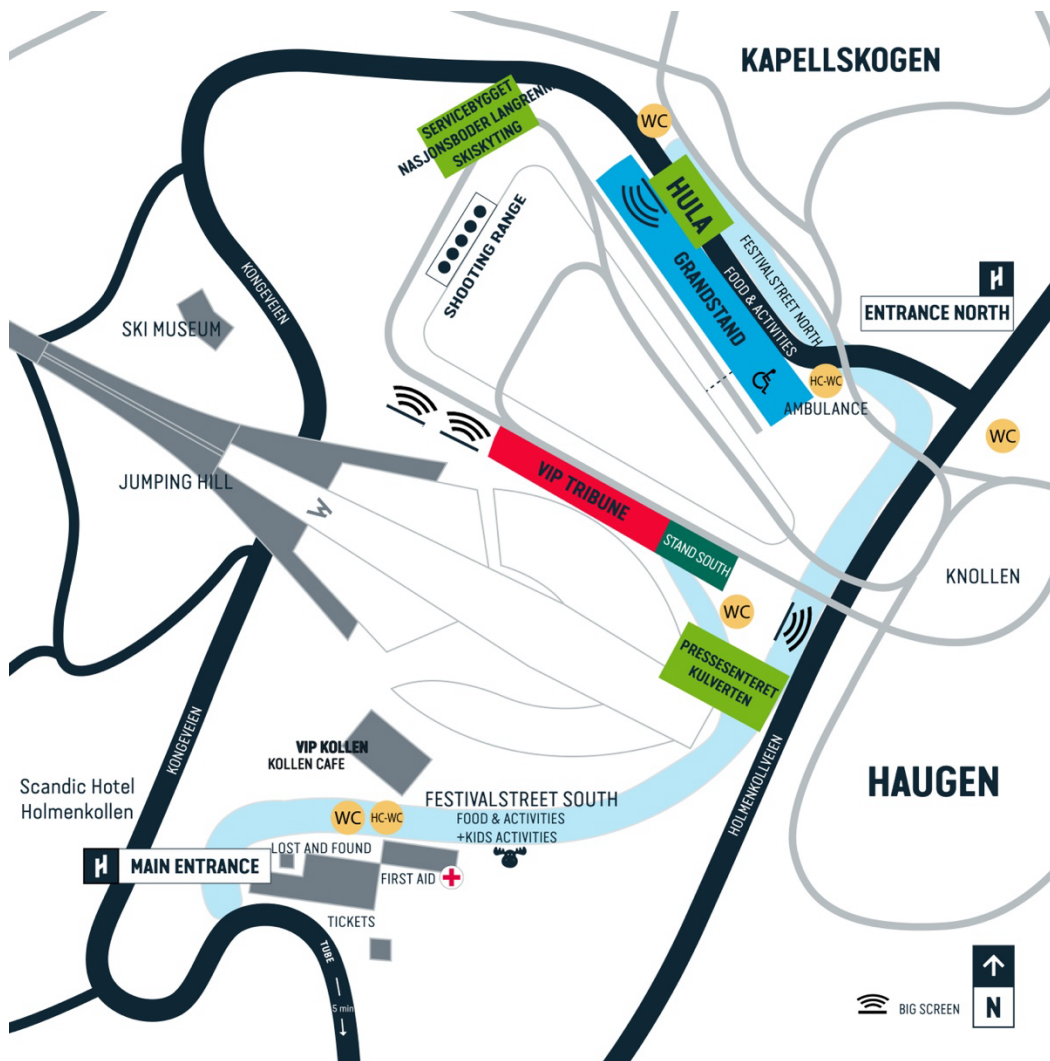 KAPELLSKOGEN
SERVICEBYGGET
NASJONSBODER LANGRENN
SKISKYTING
WC
HULA
SHOOTING RANGE
GRANDSTAND
FOOD & ACTIVITIES
FESTIVALSTREET NORTH
H
ENTRANCE NORTH
KONGEVEIEN
SKI MUSEUM
HC-WC
AMBULANCE
WC
VIP TRIBUNE
STAND SOUTH
JUMPING HILL
KNOLLEN
WC
PRESSESENTERET
KULVERTEN
KONGEVEIEN
HOLMENKOLLVEIEN
VIP KOLLEN
KOLLEN CAFE
HAUGEN
Scandic Hotel
Holmenkollen
FESTIVALSTREET SOUTH
FOOD & ACTIVITIES
+KIDS ACTIVITIES
WC
HC-WC
LOST AND FOUND
H MAIN ENTRANCE
FIRST AID
TICKETS
TUBE
5 min
BIG SCREEN
N